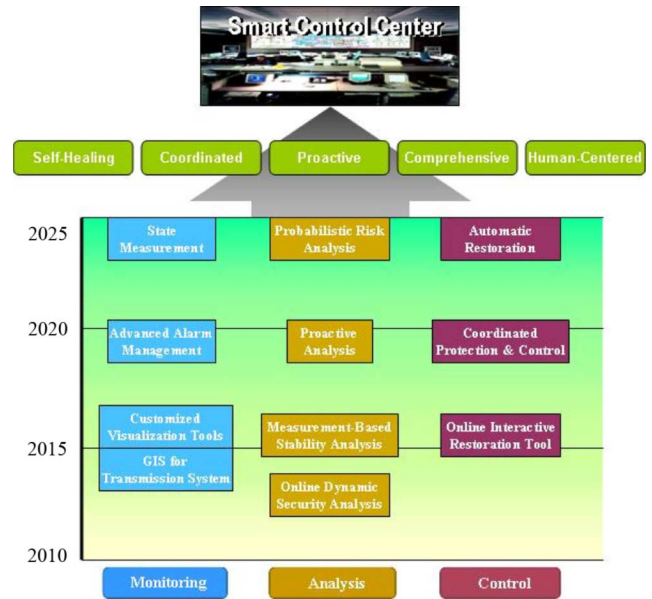 Smart Control Center
Self-Healing
Coordinated
Proactive
Comprehensive
Human-Centered
2025
State
Measurement
Probabilistic Risk
Analysis
Automatic
Restoration
2020
Advanced Alarm
Management
Proactive
Analysis
Coordinated
Protection & Control
Customized
Visualization Tools
Measurement-Based
Stability Analysis
Online Interactive
Restoration Tool
2015
GIS for
Transmission System
Online Dynamic
Security Analysis
2010
Monitoring
Analysis
Control